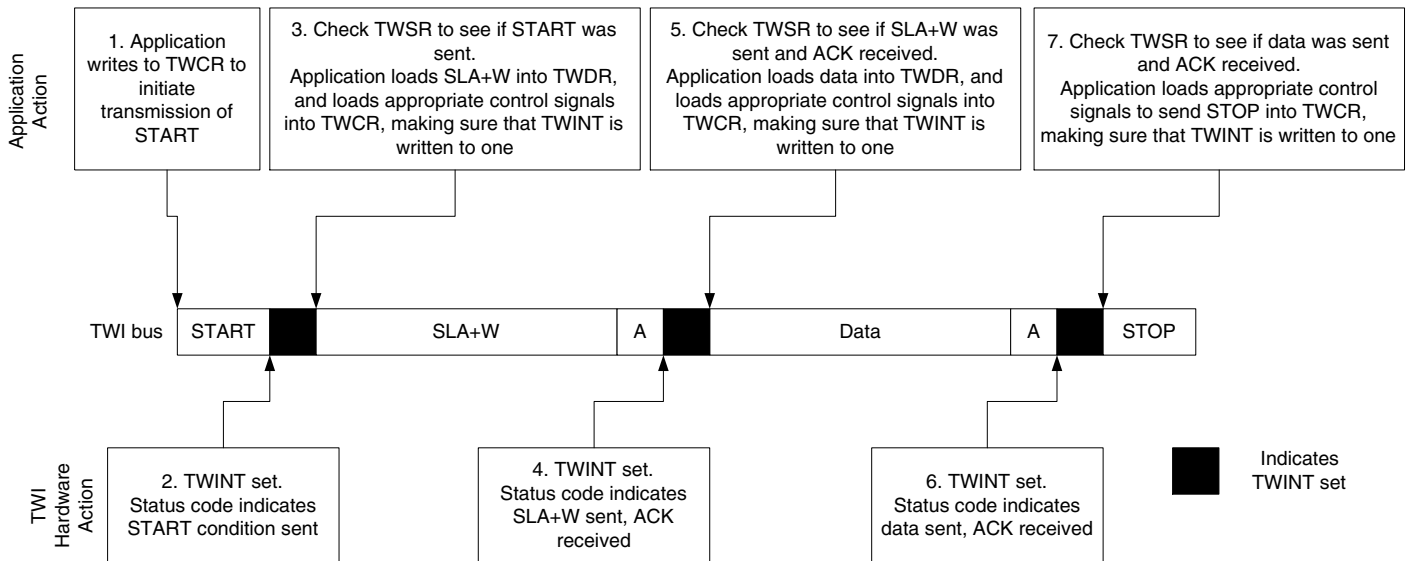 Application
Action
1. Application
writes to TWCR to
initiate
transmission of
START
3. Check TWSR to see if START was
sent.
Application loads SLA+W into TWDR,
and loads appropriate control signals
into TWCR, making sure that TWINT is
written to one
5. Check TWSR to see if SLA+W was
sent and ACK received.
Application loads data into TWDR, and
loads appropriate control signals into
TWCR, making sure that TWINT is
written to one
7. Check TWSR to see if data was sent
and ACK received.
Application loads appropriate control
signals to send STOP into TWCR,
making sure that TWINT is written to one
TWI bus
START
SLA+W
A
Data
A
STOP
TWI
Hardware
Action
2. TWINT set.
Status code indicates
START condition sent
4. TWINT set.
Status code indicates
SLA+W sent, ACK
received
6. TWINT set.
Status code indicates
data sent, ACK received
Indicates
TWINT set